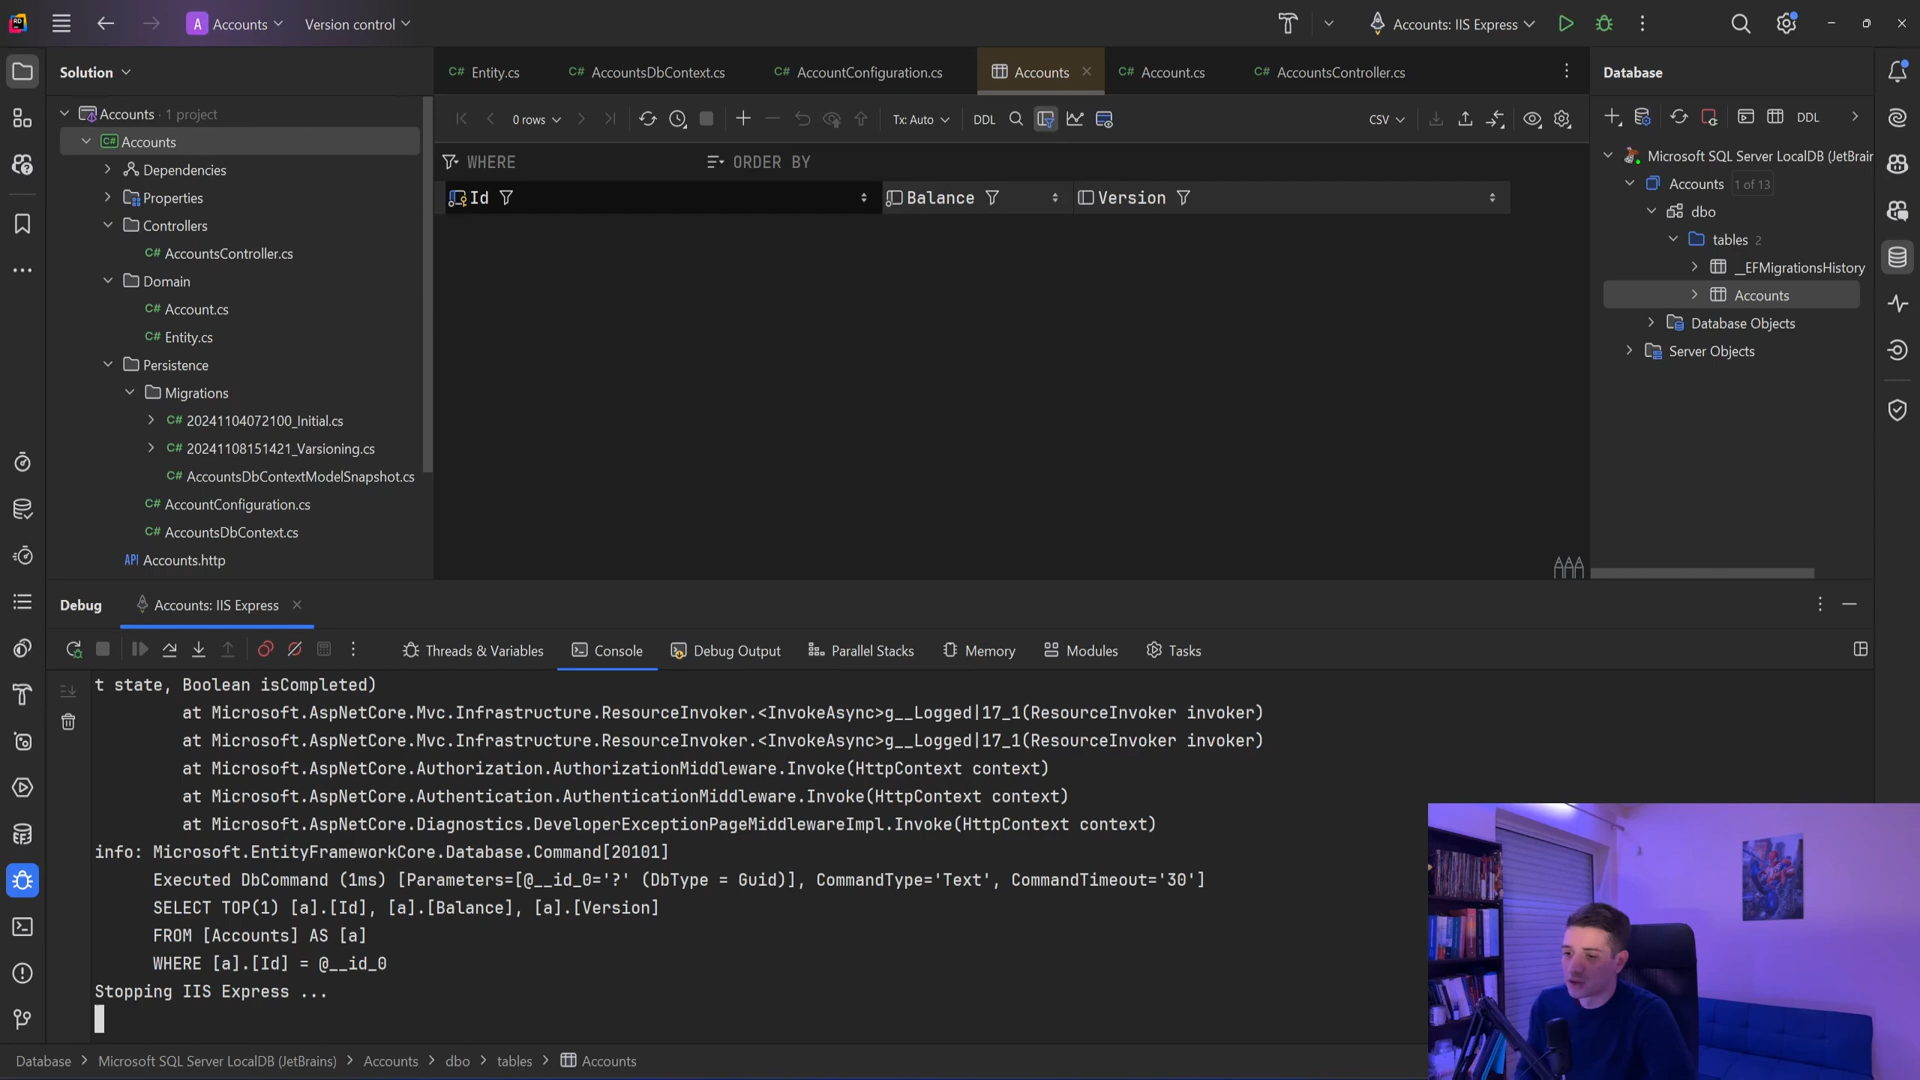 A Accounts
Version control
Accounts: IIS Express
Solution
Accounts · 1 project
Accounts
Dependencies
Properties
Controllers
C# AccountsController.cs
Domain
C# Account.cs
C# Entity.cs
Persistence
Migrations
C# 20241104072100_Initial.cs
C# 20241108151421_Varsioning.cs
C# AccountsDbContextModelSnapshot.cs
C# AccountConfiguration.cs
C# AccountsDbContext.cs
API Accounts.http
C# Entity.cs
C# AccountsDbContext.cs
C# AccountConfiguration.cs
Accounts
C# Account.cs
C# AccountsController.cs
0 rows
Tx: Auto
DDL
CSV
WHERE
ORDER BY
Id
Balance
Version
Database
DDL
Microsoft SQL Server LocalDB (JetBrain
Accounts 1 of 13
dbo
tables 2
__EFMigrationsHistory
Accounts
Database Objects
Server Objects
Debug
Accounts: IIS Express
Threads & Variables
Console
Debug Output
Parallel Stacks
Memory
Modules
Tasks
t state, Boolean isCompleted)
at Microsoft.AspNetCore.Mvc.Infrastructure.ResourceInvoker.<InvokeAsync>g__Logged|17_1(ResourceInvoker invoker)
at Microsoft.AspNetCore.Mvc.Infrastructure.ResourceInvoker.<InvokeAsync>g__Logged|17_1(ResourceInvoker invoker)
at Microsoft.AspNetCore.Authorization.AuthorizationMiddleware.Invoke(HttpContext context)
at Microsoft.AspNetCore.Authentication.AuthenticationMiddleware.Invoke(HttpContext context)
at Microsoft.AspNetCore.Diagnostics.DeveloperExceptionPageMiddlewareImpl.Invoke(HttpContext context)
info: Microsoft.EntityFrameworkCore.Database.Command[20101]
Executed DbCommand (1ms) [Parameters=[@__id_0='?' (DbType = Guid)], CommandType='Text', CommandTimeout='30']
SELECT TOP(1) [a].[Id], [a].[Balance], [a].[Version]
FROM [Accounts] AS [a]
WHERE [a].[Id] = @__id_0
Stopping IIS Express ...
Database > Microsoft SQL Server LocalDB (JetBrains) > Accounts > dbo > tables > Accounts